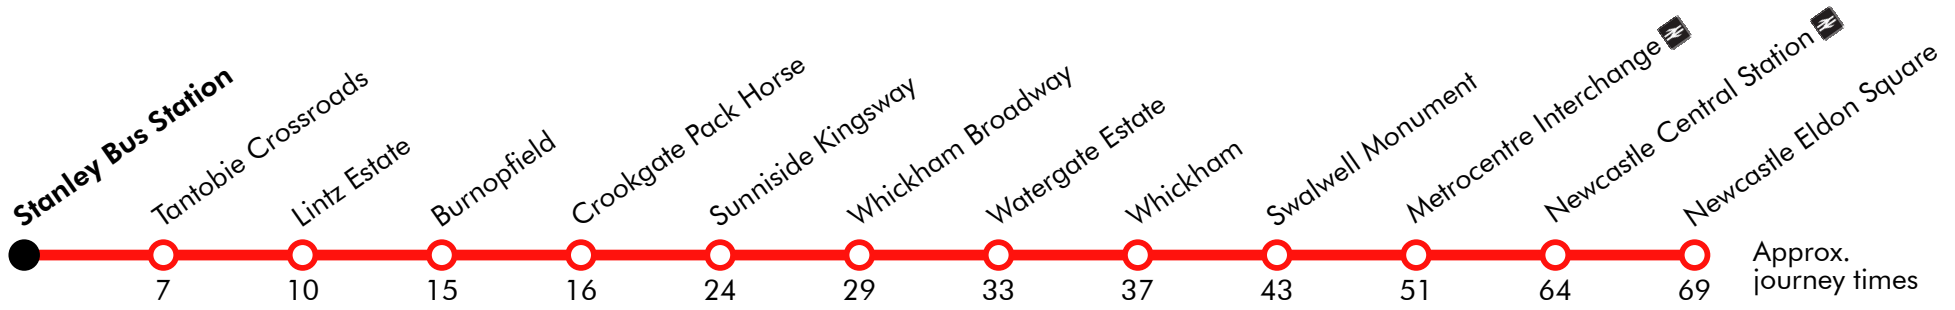 Stanley Bus Station
Tantobie Crossroads
Lintz Estate
Burnopfield
Crookgate Pack Horse
Sunniside Kingsway
Whickham Broadway
Watergate Estate
Whickham
Swalwell Monument
Metrocentre Interchange
Newcastle Central Station
Newcastle Eldon Square
7 10 15 16 24 29 33 37 43 51 64 69
Approx.
journey times